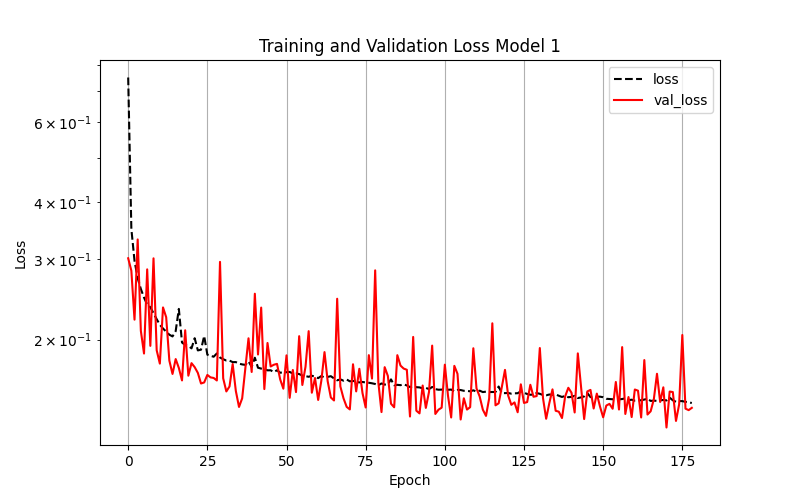 Training and Validation Loss Model 1
loss
val_loss
6 × 10⁻¹
4 × 10⁻¹
3 × 10⁻¹
2 × 10⁻¹
Loss
0 25 50 75 100 125 150 175
Epoch